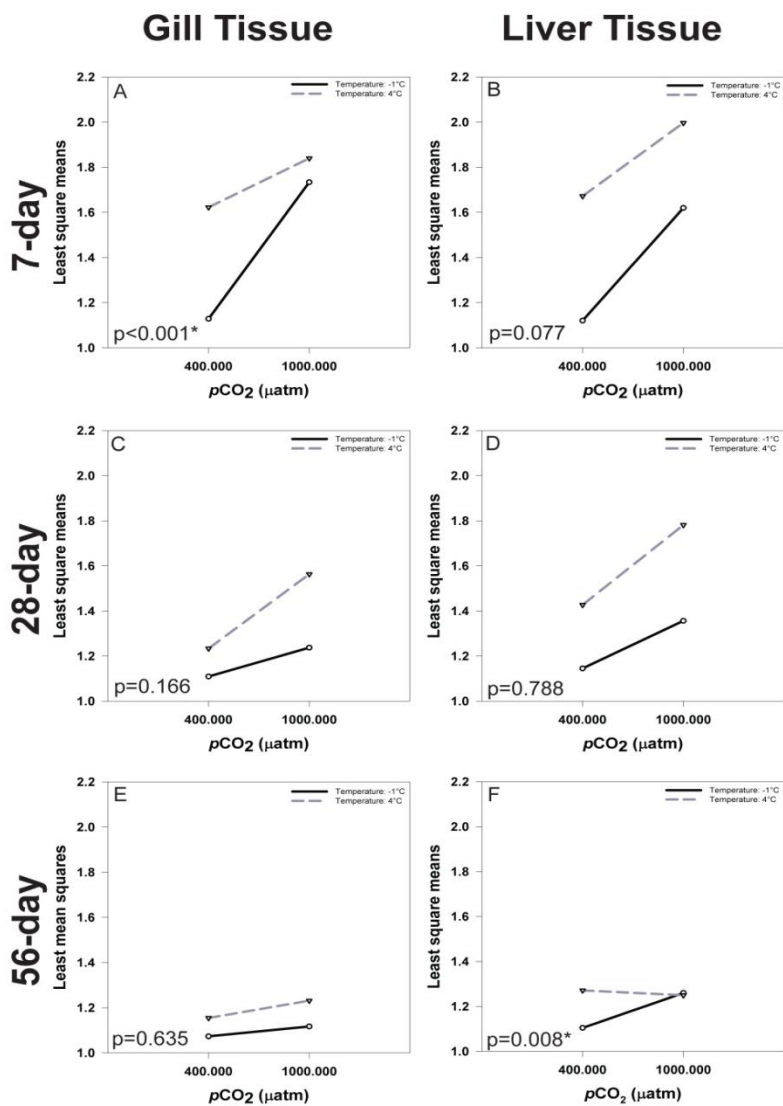 Gill Tissue
Liver Tissue
7-day
A
Temperature: -1°C
Temperature: 4°C
2.2
2.0
1.8
1.6
1.4
1.2
1.0
Least square means
p<0.001*
400.000 1000.000
pCO2 (µatm)
B
Temperature: -1°C
Temperature: 4°C
2.2
2.0
1.8
1.6
1.4
1.2
1.0
Least square means
p=0.077
400.000 1000.000
pCO2 (µatm)
28-day
C
Temperature: -1°C
Temperature: 4°C
2.2
2.0
1.8
1.6
1.4
1.2
1.0
Least square means
p=0.166
400.000 1000.000
pCO2 (µatm)
D
Temperature: -1°C
Temperature: 4°C
2.2
2.0
1.8
1.6
1.4
1.2
1.0
Least square means
p=0.788
400.000 1000.000
pCO2 (µatm)
56-day
E
Temperature: -1°C
Temperature: 4°C
2.2
2.0
1.8
1.6
1.4
1.2
1.0
Least mean squares
p=0.635
400.000 1000.000
pCO2 (µatm)
F
Temperature: -1°C
Temperature: 4°C
2.2
2.0
1.8
1.6
1.4
1.2
1.0
Least square means
p=0.008*
400.000 1000.000
pCO₂ (µatm)